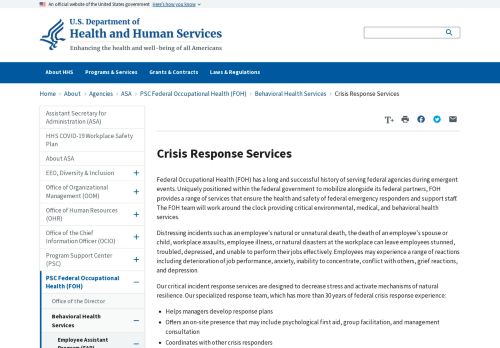 An official website of the United States government Here's how you know
U.S. Department of
Health and Human Services
Enhancing the health and well-being of all Americans
About HHS Programs & Services Grants & Contracts Laws & Regulations
Home › About › Agencies › ASA › PSC Federal Occupational Health (FOH) › Behavioral Health Services › Crisis Response Services
Assistant Secretary for
Administration (ASA)
HHS COVID-19 Workplace Safety
Plan
About ASA
EEO, Diversity & Inclusion
Office of Organizational
Management (OOM)
Office of Human Resources
(OHR)
Office of the Chief
Information Officer (OCIO)
Program Support Center
(PSC)
PSC Federal Occupational
Health (FOH)
Office of the Director
Behavioral Health
Services
Employee Assistant
Program (EAP)
T+
Crisis Response Services
Federal Occupational Health (FOH) has a long and successful history of serving federal agencies during emergent
events. Uniquely positioned within the federal government to mobilize alongside its federal partners, FOH
provides a range of services that ensure the health and safety of federal emergency responders and support staff.
The FOH team will work around the clock providing critical environmental, medical, and behavioral health
services.
Distressing incidents such as an employee's natural or unnatural death, the death of an employee's spouse or
child, workplace assaults, employee illness, or natural disasters at the workplace can leave employees stunned,
troubled, depressed, and unable to perform their jobs effectively. Employees may experience a range of reactions
including deterioration of job performance, anxiety, inability to concentrate, conflict with others, grief reactions,
and depression.
Our critical incident response services are designed to decrease stress and activate mechanisms of natural
resilience. Our specialized response team, which has more than 30 years of federal crisis response experience:
• Helps managers develop response plans
• Offers an on-site presence that may include psychological first aid, group facilitation, and management
consultation
• Coordinates with other crisis responders